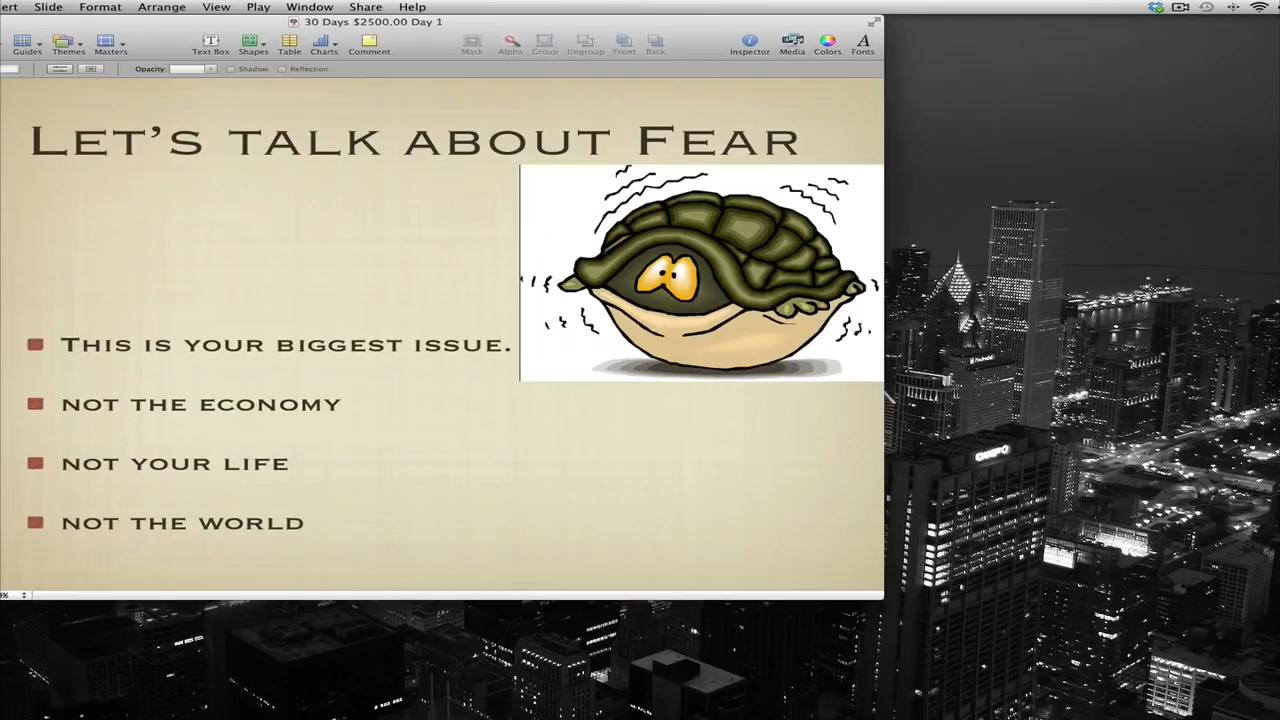 ert Slide Format Arrange View Play Window Share Help
30 Days $2500.00 Day 1
Guides Themes Masters Text Box Shapes Table Charts Comment Mask Alpha Group Ungroup Front Back Inspector Media Colors Fonts
Opacity: Shadow Reflection
LET'S TALK ABOUT FEAR
THIS IS YOUR BIGGEST ISSUE.
NOT THE ECONOMY
NOT YOUR LIFE
NOT THE WORLD